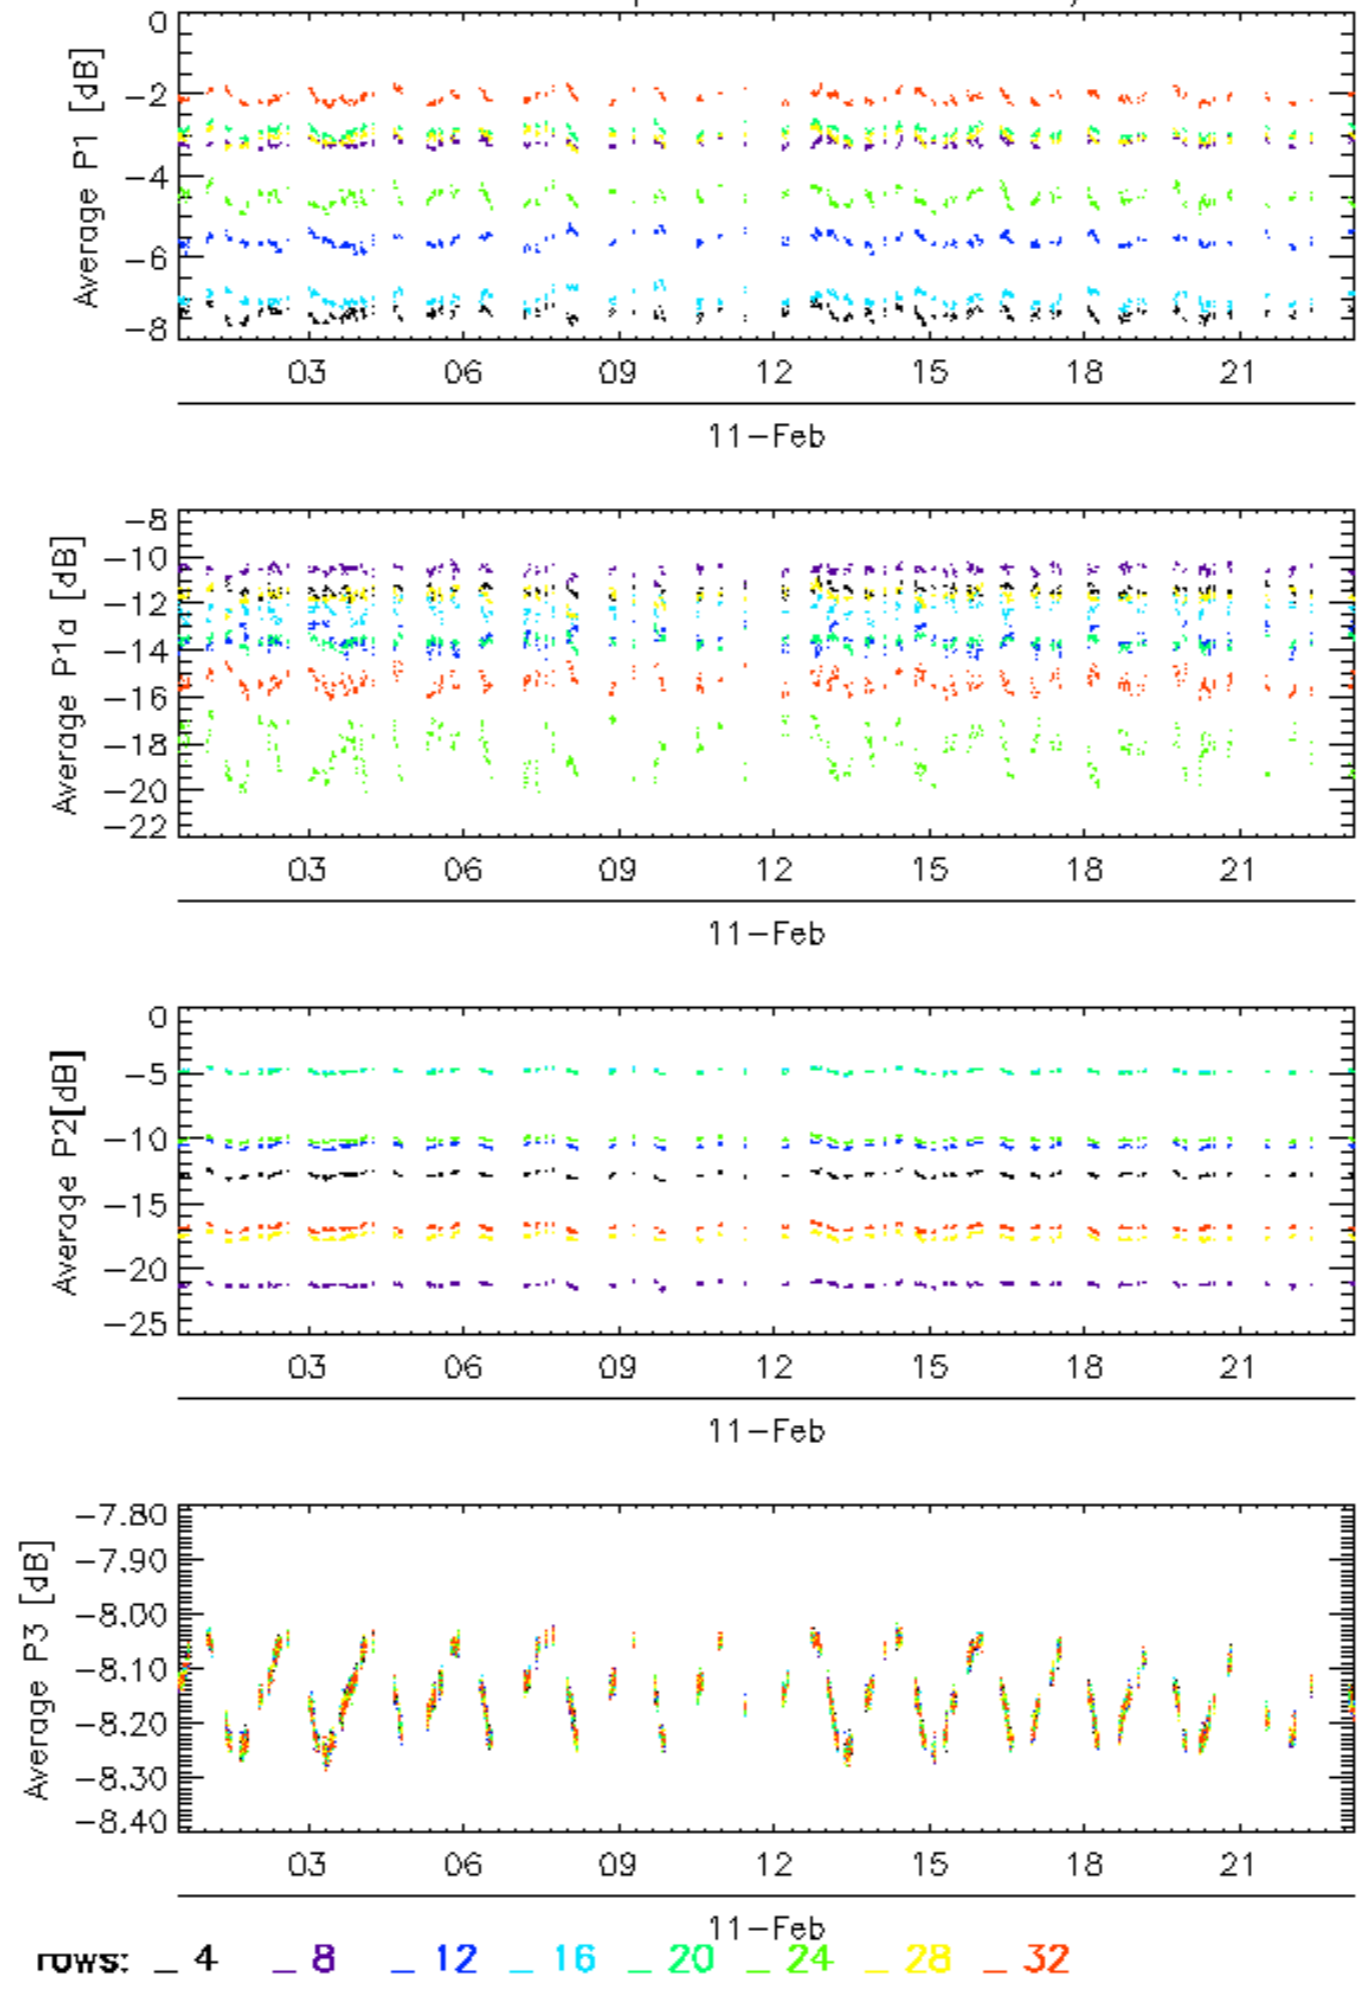 0
−2
−4
−6
−8
Average P1 [dB]
03 06 09 12 15 18 21
11−Feb
−8
−10
−12
−14
−16
−18
−20
−22
Average P1a [dB]
03 06 09 12 15 18 21
11−Feb
0
−5
−10
−15
−20
−25
Average P2[dB]
03 06 09 12 15 18 21
11−Feb
−7.80
−7.90
−8.00
−8.10
−8.20
−8.30
−8.40
Average P3 [dB]
03 06 09 12 15 18 21
11−Feb
rows: _ 4 _ 8 _ 12 _ 16 _ 20 _ 24 _ 28 _ 32